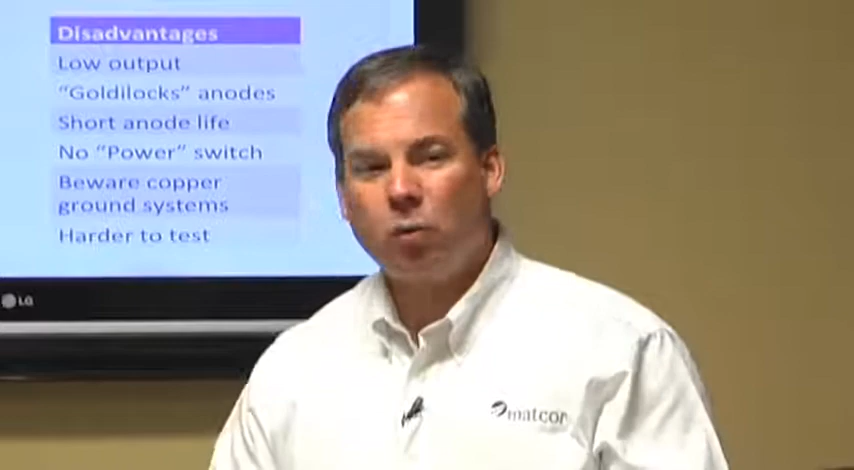 Disadvantages
Low output
"Goldilocks" anodes
Short anode life
No "Power" switch
Beware copper
ground systems
Harder to test
LG
matcor